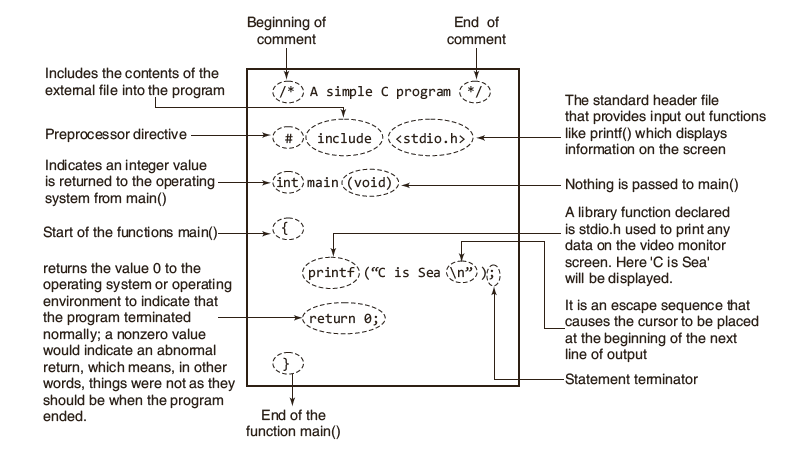 Beginning of
comment
End of
comment
Includes the contents of the
external file into the program
/* A simple C program */
The standard header file
that provides input out functions
like printf() which displays
information on the screen
Preprocessor directive
# include <stdio.h>
Indicates an integer value
is returned to the operating
system from main()
int main (void)
Nothing is passed to main()
Start of the functions main()
{
A library function declared
is stdio.h used to print any
data on the video monitor
screen. Here 'C is Sea'
will be displayed.
printf (“C is Sea \n” );
returns the value 0 to the
operating system or operating
environment to indicate that
the program terminated
normally; a nonzero value
would indicate an abnormal
return, which means, in other
words, things were not as they
should be when the program
ended.
return 0;
It is an escape sequence that
causes the cursor to be placed
at the beginning of the next
line of output
}
Statement terminator
End of the
function main()